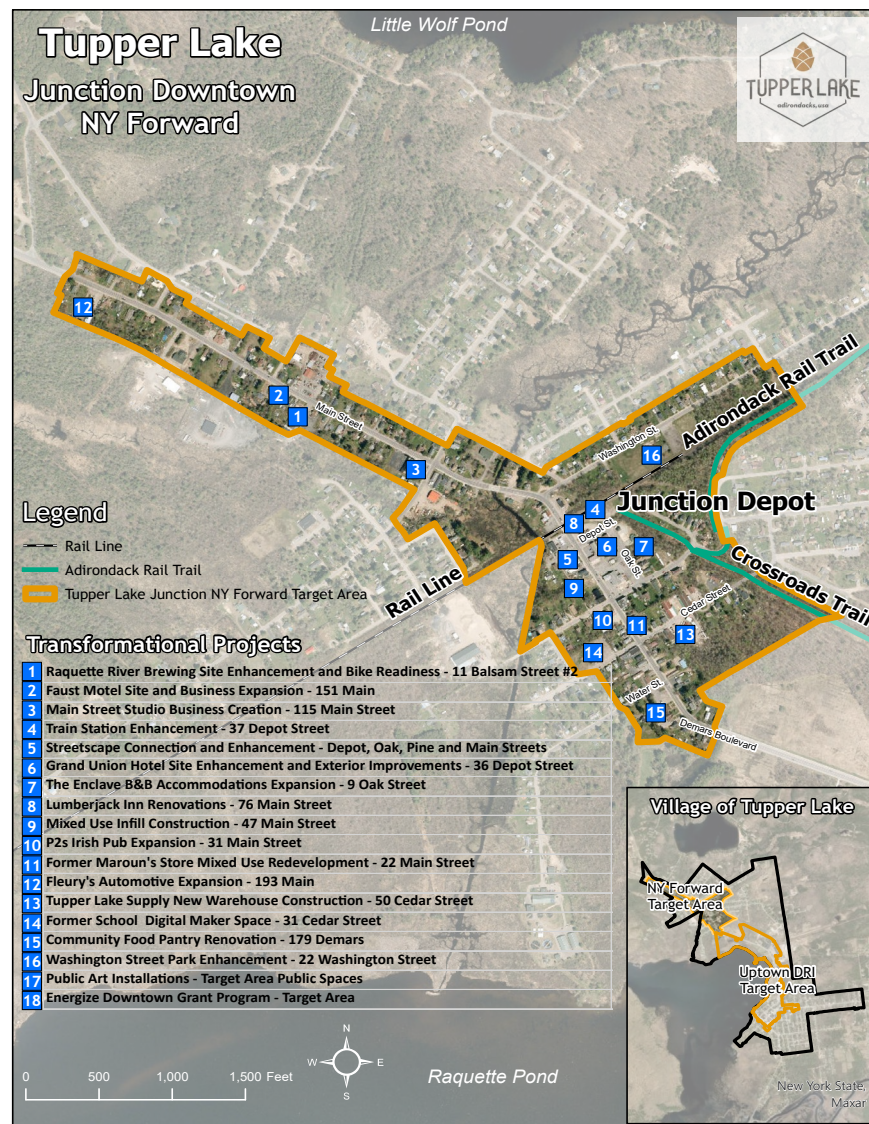 Little Wolf Pond
Tupper Lake
Junction Downtown
NY Forward
TUPPER LAKE
adirondacks, usa
12
2
1
Main Street
3
Washington St.
16
Adirondack Rail Trail
4
Junction Depot
8
Depot St.
6
7
5
Oak St.
Crossroads Trail
Rail Line
9
Cedar Street
10
11
13
14
Water St.
15
Demars Boulevard
Legend
Rail Line
Adirondack Rail Trail
Tupper Lake Junction NY Forward Target Area
Transformational Projects
1 Raquette River Brewing Site Enhancement and Bike Readiness - 11 Balsam Street #2
2 Faust Motel Site and Business Expansion - 151 Main
3 Main Street Studio Business Creation - 115 Main Street
4 Train Station Enhancement - 37 Depot Street
5 Streetscape Connection and Enhancement - Depot, Oak, Pine and Main Streets
6 Grand Union Hotel Site Enhancement and Exterior Improvements - 36 Depot Street
7 The Enclave B&B Accommodations Expansion - 9 Oak Street
8 Lumberjack Inn Renovations - 76 Main Street
9 Mixed Use Infill Construction - 47 Main Street
10 P2s Irish Pub Expansion - 31 Main Street
11 Former Maroun's Store Mixed Use Redevelopment - 22 Main Street
12 Fleury's Automotive Expansion - 193 Main
13 Tupper Lake Supply New Warehouse Construction - 50 Cedar Street
14 Former School Digital Maker Space - 31 Cedar Street
15 Community Food Pantry Renovation - 179 Demars
16 Washington Street Park Enhancement - 22 Washington Street
17 Public Art Installations - Target Area Public Spaces
18 Energize Downtown Grant Program - Target Area
0 500 1,000 1,500 Feet
N
W E
S
Raquette Pond
Village of Tupper Lake
NY Forward
Target Area
Uptown DRI
Target Area
New York State,
Maxar